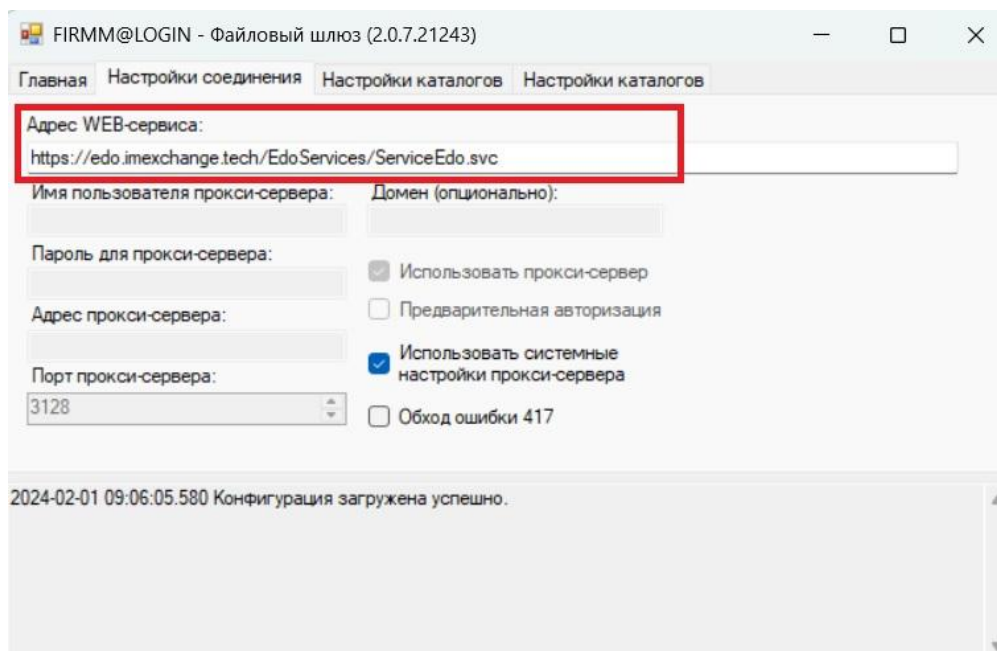 FIRMM@LOGIN - Файловый шлюз (2.0.7.21243)
Главная Настройки соединения Настройки каталогов Настройки каталогов
Адрес WEB-сервиса:
https://edo.imexchange.tech/EdoServices/ServiceEdo.svc
Имя пользователя прокси-сервера: Домен (опционально):
Пароль для прокси-сервера:
Использовать прокси-сервер
Предварительная авторизация
Адрес прокси-сервера:
Использовать системные
настройки прокси-сервера
Порт прокси-сервера:
3128
Обход ошибки 417
2024-02-01 09:06:05.580 Конфигурация загружена успешно.